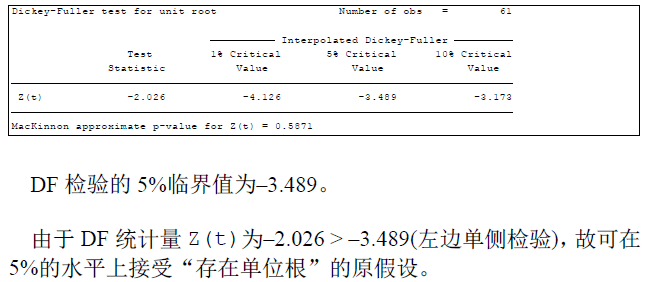 Dickey-Fuller test for unit root Number of obs = 61
Interpolated Dickey-Fuller
Test 1% Critical 5% Critical 10% Critical
Statistic Value Value Value
Z(t) -2.026 -4.126 -3.489 -3.173
MacKinnon approximate p-value for Z(t) = 0.5871
DF 检验的 5%临界值为–3.489。
由于 DF 统计量 Z(t)为–2.026 > –3.489(左边单侧检验)，故可在
5%的水平上接受“存在单位根”的原假设。